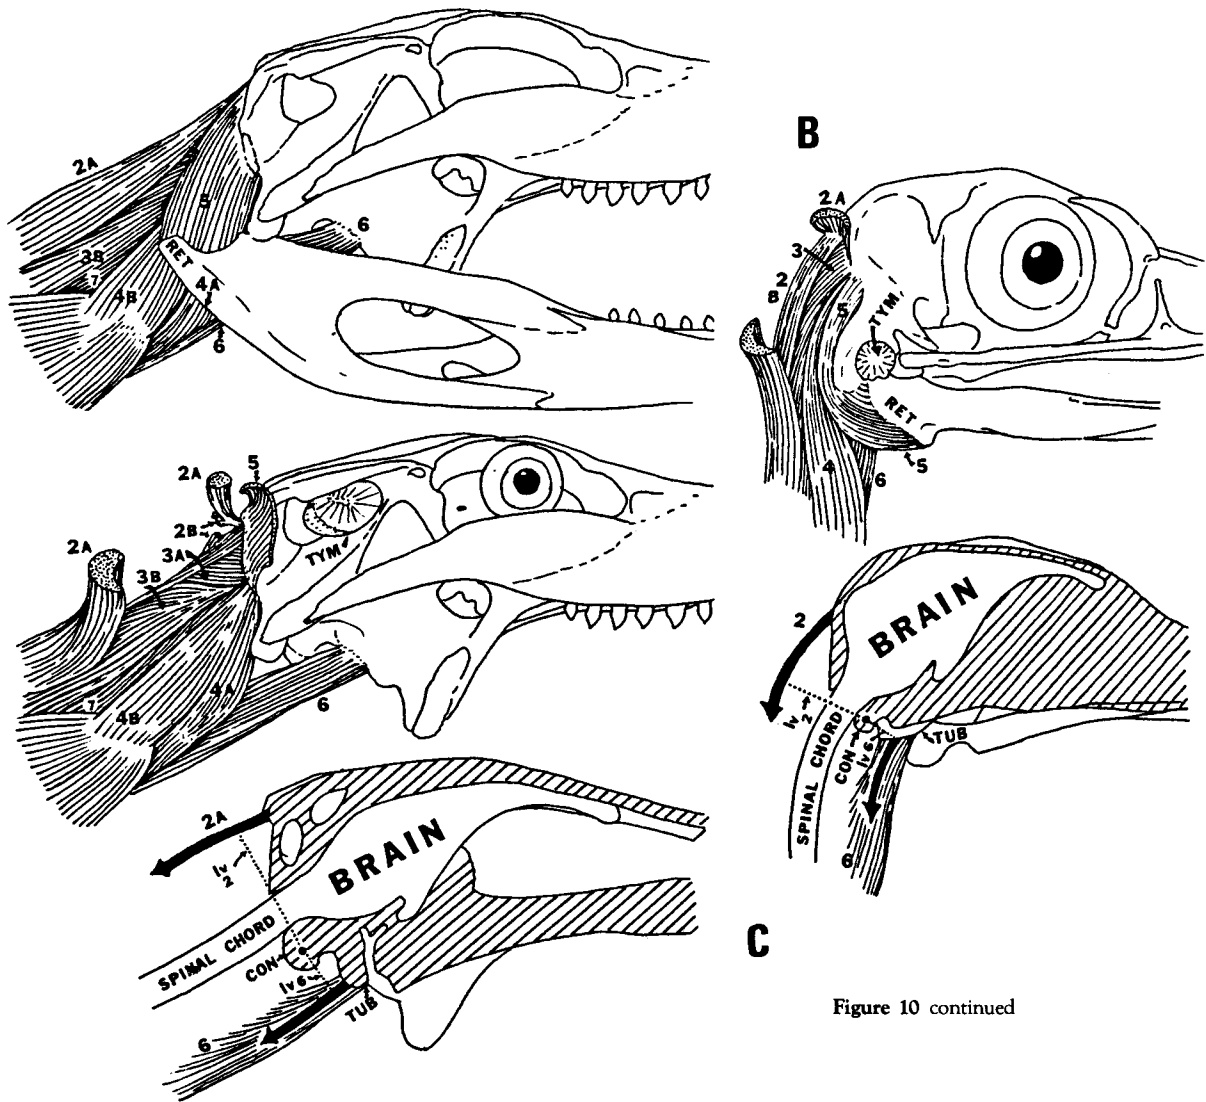 2A
5
6
RET
3B
7
4A
4B
6
B
2A
3
2
B
5
TYM
RET
4
5
6
2A
5
2B
3A
TYM
2A
3B
4A
7
4B
6
BRAIN
2
lv
2
SPINAL CHORD
CON
lv6
TUB
6
2A
BRAIN
lv
2
SPINAL CHORD
CON
lv6
TUB
6
C
Figure 10 continued